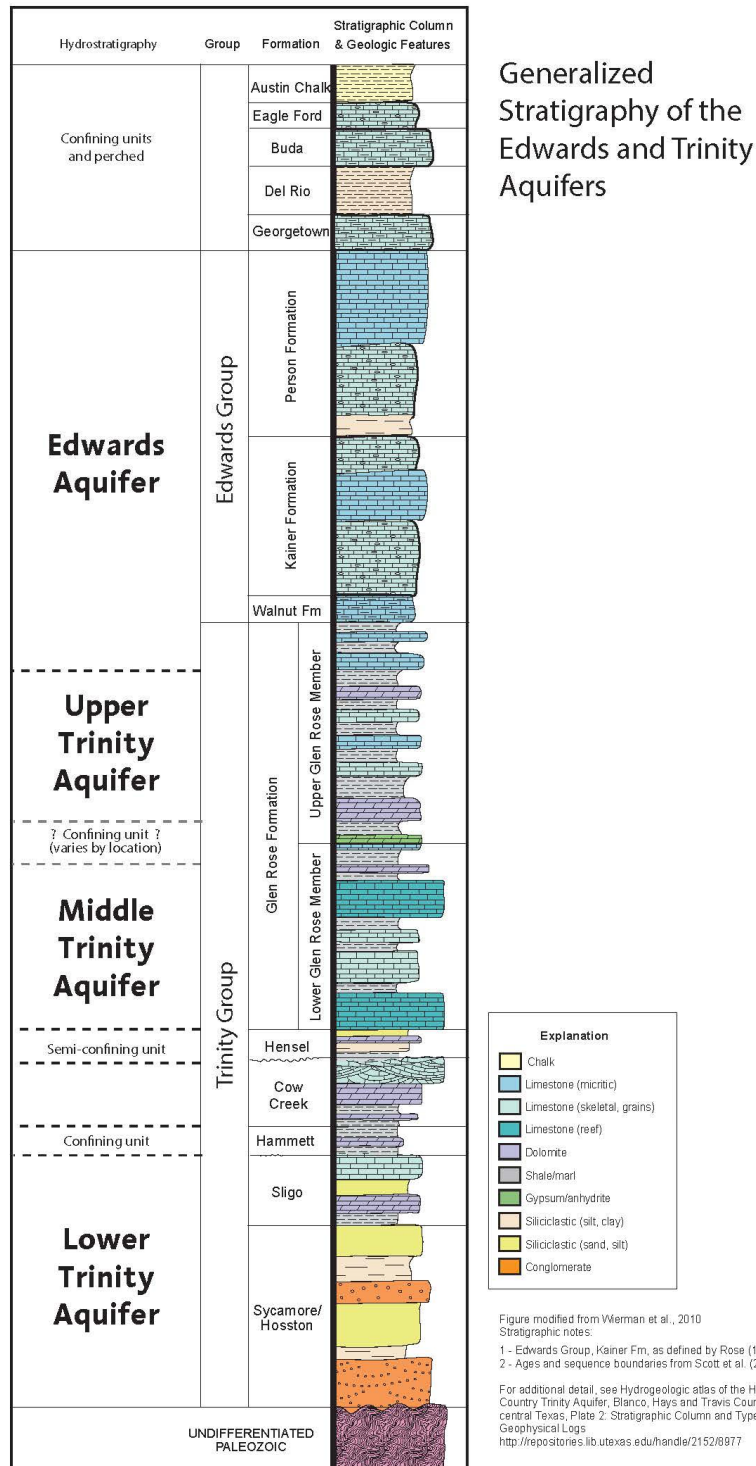 Hydrostratigraphy
Group
Formation
Stratigraphic Column
& Geologic Features
Generalized
Stratigraphy of the
Edwards and Trinity
Aquifers
Confining units
and perched
Austin Chalk
Eagle Ford
Buda
Del Rio
Georgetown
Edwards
Aquifer
Edwards Group
Person Formation
Kainer Formation
Walnut Fm
Upper
Trinity
Aquifer
? Confining unit ?
(varies by location)
Middle
Trinity
Aquifer
Semi-confining unit
Confining unit
Lower
Trinity
Aquifer
Trinity Group
Glen Rose Formation
Upper Glen Rose Member
Lower Glen Rose Member
Hensel
Cow
Creek
Hammett
Sligo
Sycamore/
Hosston
UNDIFFERENTIATED
PALEOZOIC
Explanation
Chalk
Limestone (micritic)
Limestone (skeletal, grains)
Limestone (reef)
Dolomite
Shale/marl
Gypsum/anhydrite
Siliciclastic (silt, clay)
Siliciclastic (sand, silt)
Conglomerate
Figure modified from Wierman et al., 2010
Stratigraphic notes:
1 - Edwards Group, Kainer Fm, as defined by Rose (1
2 - Ages and sequence boundaries from Scott et al. (2
For additional detail, see Hydrogeologic atlas of the H
Country Trinity Aquifer, Blanco, Hays and Travis Coun
central Texas, Plate 2: Stratigraphic Column and Type
Geophysical Logs
http://repositories.lib.utexas.edu/handle/2152/8977